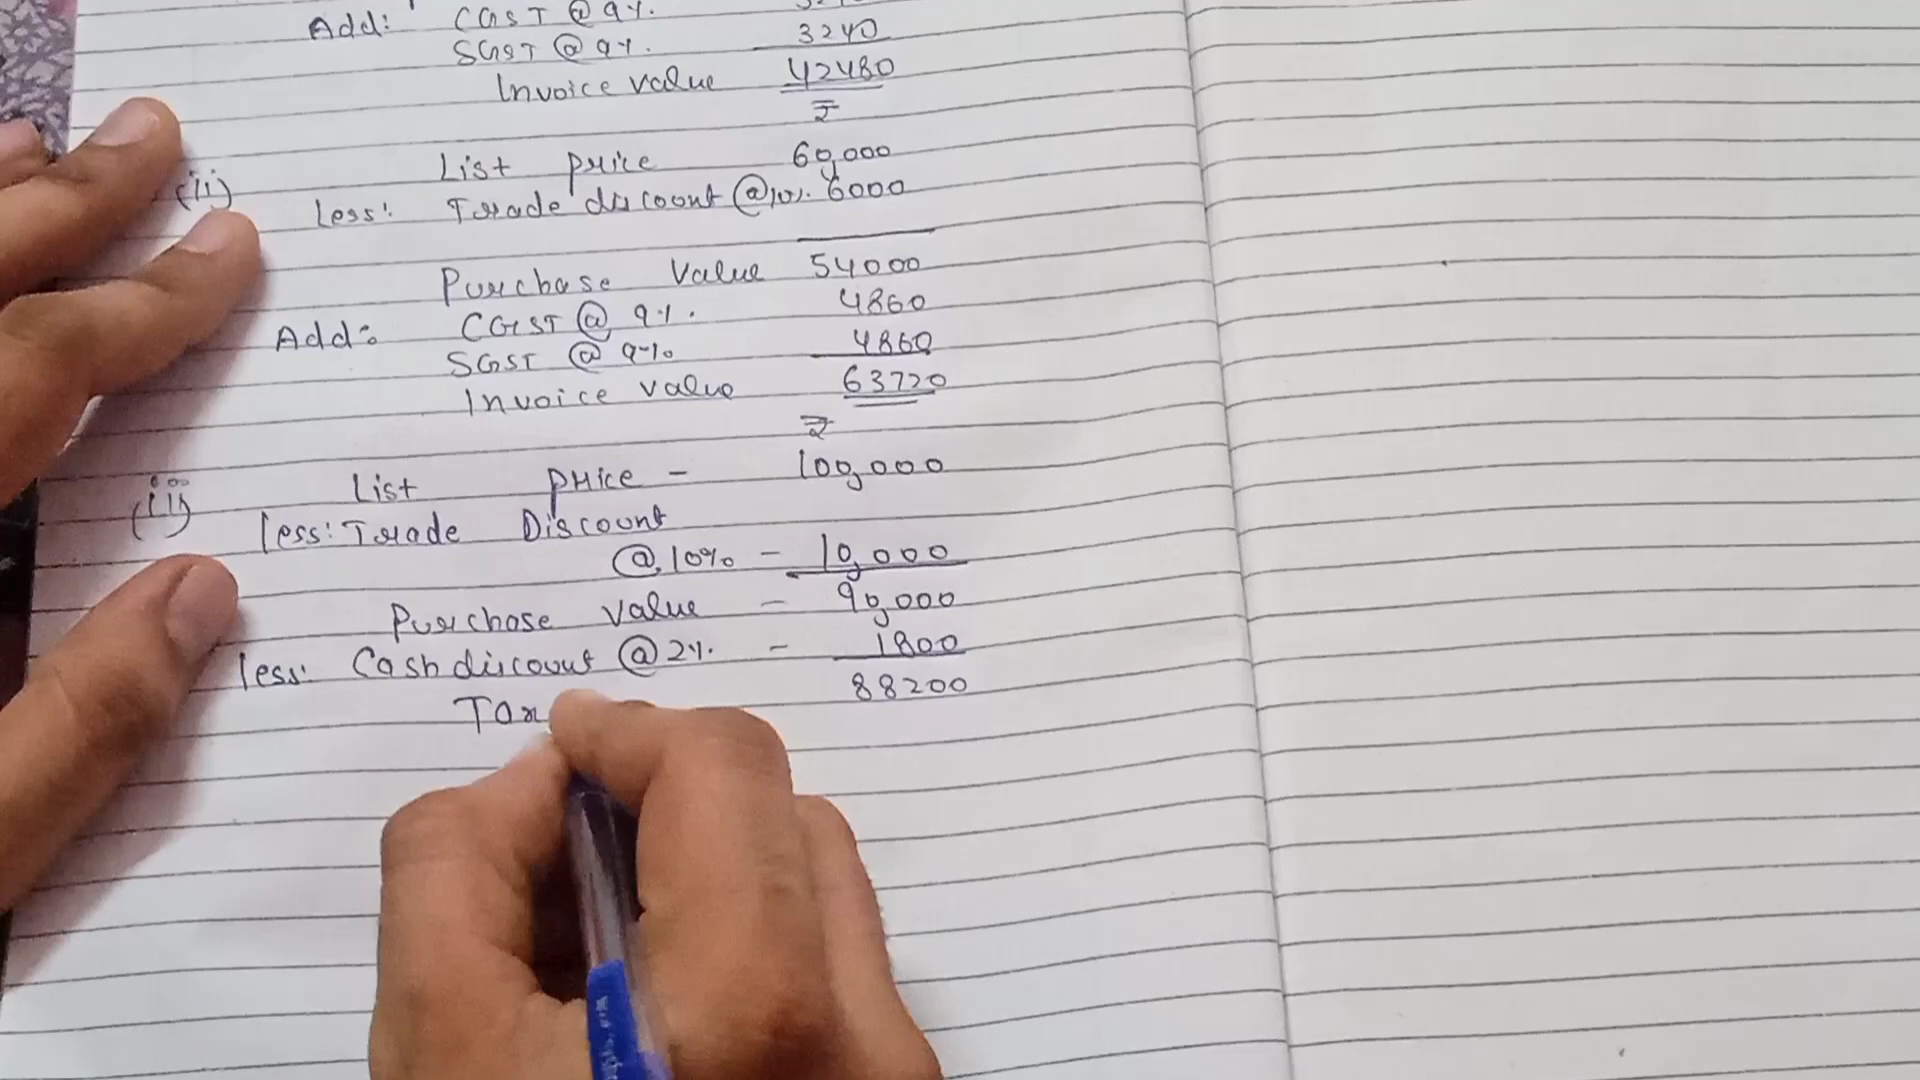 Add: CGST @ 9%.
SGST @ 9%. 3240
Invoice value 42480
₹
(ii) List price 60,000
Less: Trade discount @10%. 6000
Purchase Value 54000
Add: CGST @ 9%. 4860
SGST @ 9% 4860
Invoice value 63720
₹
(iii) List price - 100,000
less: Trade Discount
@ 10% - 10,000
Purchase value - 90,000
less: Cash discount @ 2%. - 1800
88200
Tax